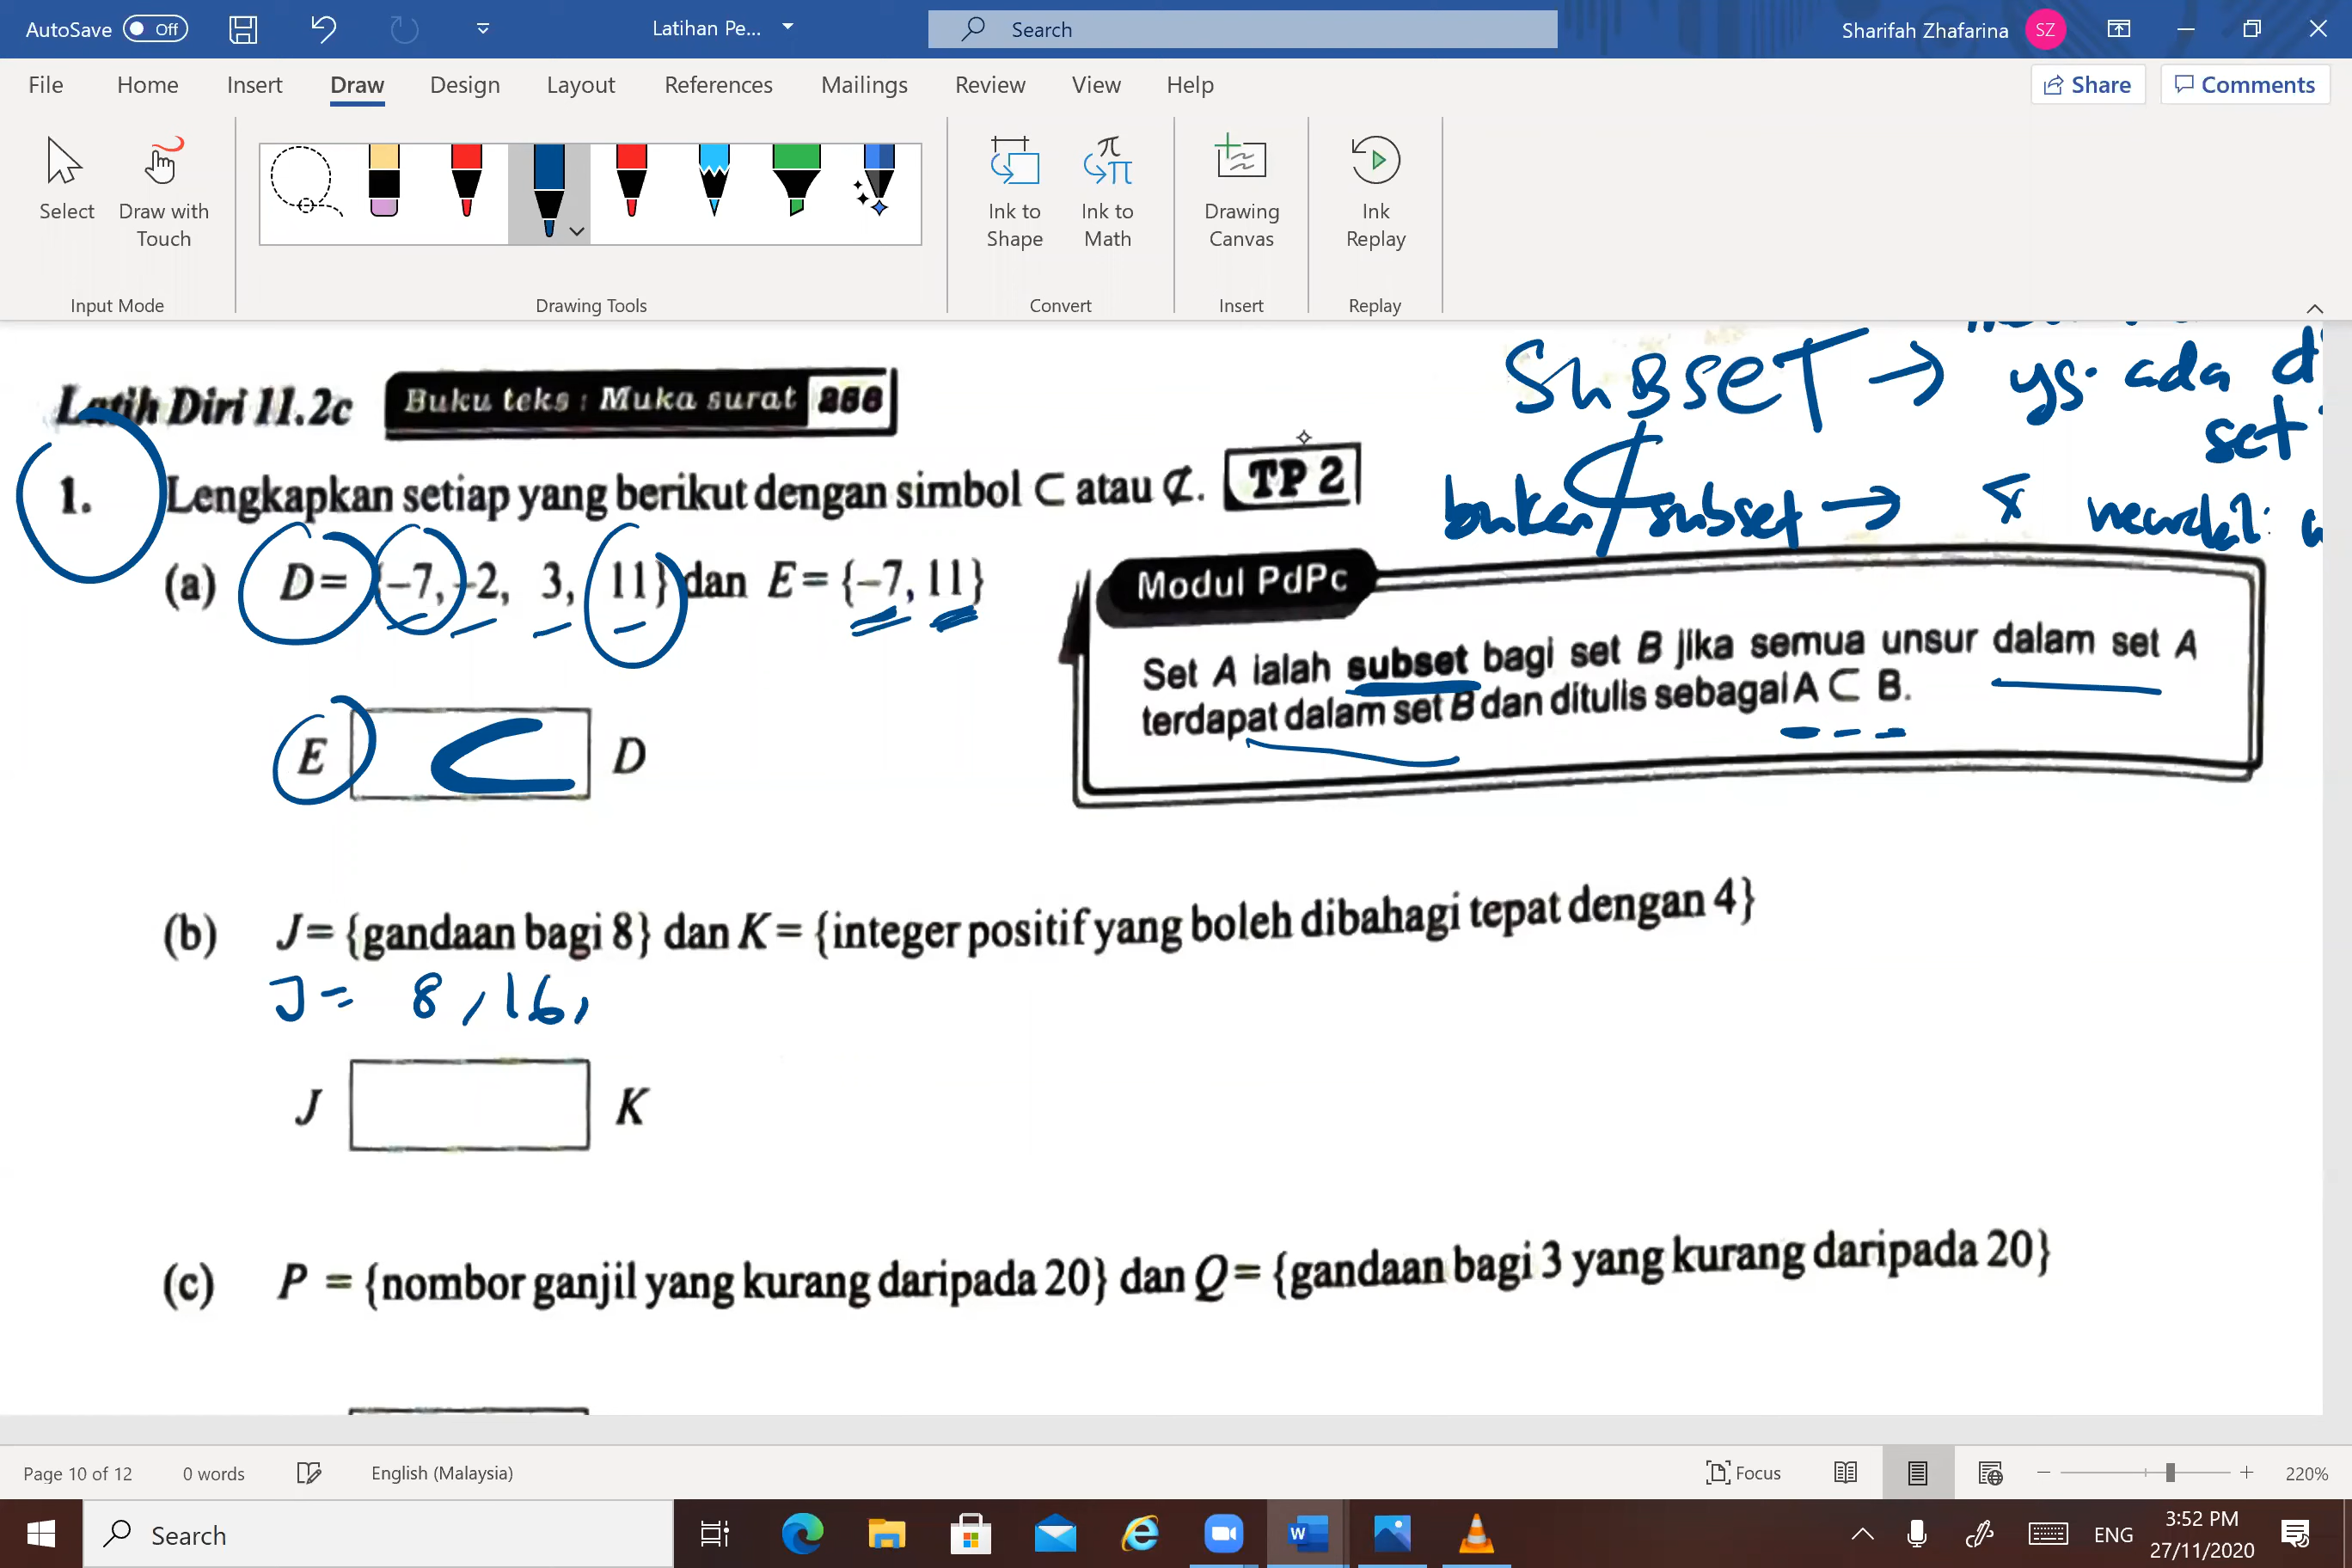 AutoSave Off Latihan Pe... Search Sharifah Zhafarina SZ
File Home Insert Draw Design Layout References Mailings Review View Help Share Comments
Select Draw with Touch Ink to Shape Ink to Math Drawing Canvas Ink Replay
Input Mode Drawing Tools Convert Insert Replay
SUBSET → ys. ada
set
Latih Diri 11.2c Buku teks : Muka surat 266
bukan subset →
1. Lengkapkan setiap yang berikut dengan simbol ⊂ atau ⊄. TP 2
(a) D = {–7, –2, 3, 11} dan E = {–7, 11}
Modul PdPc
Set A ialah subset bagi set B jika semua unsur dalam set A
terdapat dalam set B dan ditulis sebagai A ⊂ B.
E ⊂ D
(b) J = {gandaan bagi 8} dan K = {integer positif yang boleh dibahagi tepat dengan 4}
J = 8, 16,
J K
(c) P = {nombor ganjil yang kurang daripada 20} dan Q = {gandaan bagi 3 yang kurang daripada 20}
Page 10 of 12 0 words English (Malaysia) Focus 220%
Search ENG 3:52 PM
27/11/2020